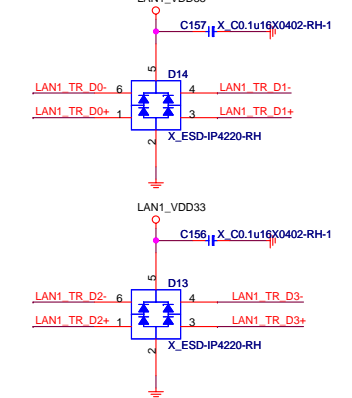 C157 X_C0.1u16X0402-RH-1
5
D14
LAN1_TR_D0- 6 4 LAN1_TR_D1-
LAN1_TR_D0+ 1 3 LAN1_TR_D1+
2 X_ESD-IP4220-RH
LAN1_VDD33
C156 X_C0.1u16X0402-RH-1
5
D13
LAN1_TR_D2- 6 4 LAN1_TR_D3-
LAN1_TR_D2+ 1 3 LAN1_TR_D3+
2 X_ESD-IP4220-RH